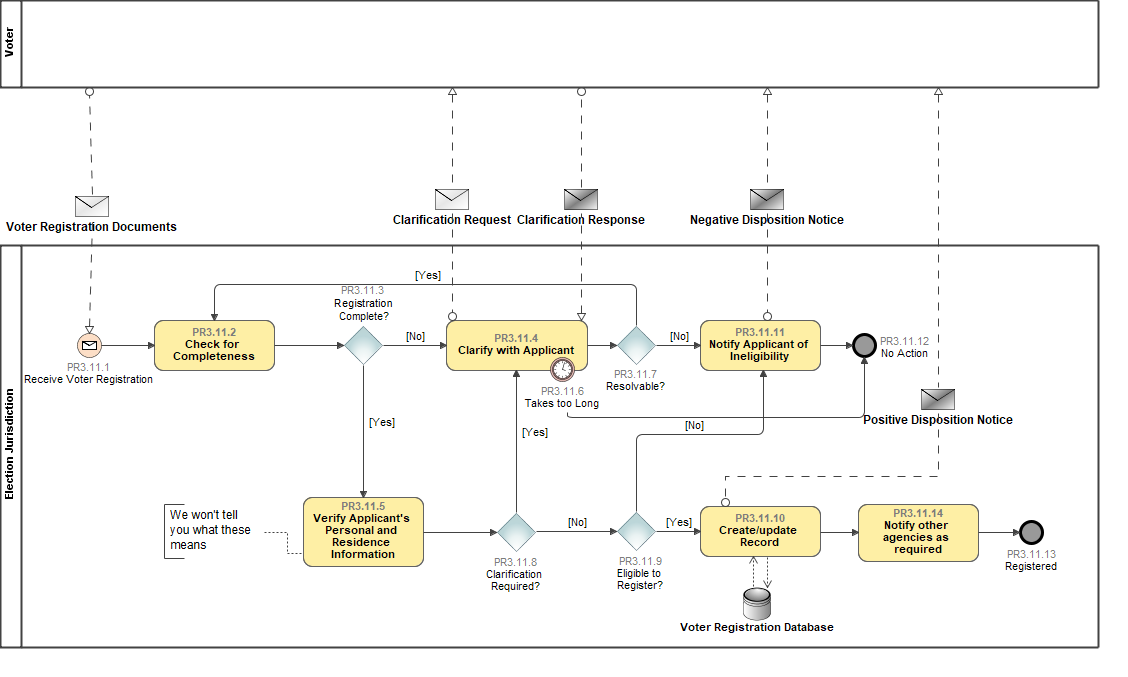 Voter
Voter Registration Documents
Clarification Request
Clarification Response
Negative Disposition Notice
Election Jurisdiction
[Yes]
PR3.11.3
Registration
Complete?
PR3.11.1
Receive Voter Registration
PR3.11.2
Check for
Completeness
[No]
PR3.11.4
Clarify with Applicant
PR3.11.6
Takes too Long
[No]
PR3.11.7
Resolvable?
PR3.11.11
Notify Applicant of
Ineligibility
PR3.11.12
No Action
Positive Disposition Notice
[Yes]
[Yes]
[No]
We won't tell
you what these
means
PR3.11.5
Verify Applicant's
Personal and
Residence
Information
PR3.11.8
Clarification
Required?
[No]
PR3.11.9
Eligible to
Register?
[Yes]
PR3.11.10
Create/update
Record
PR3.11.14
Notify other
agencies as
required
PR3.11.13
Registered
Voter Registration Database